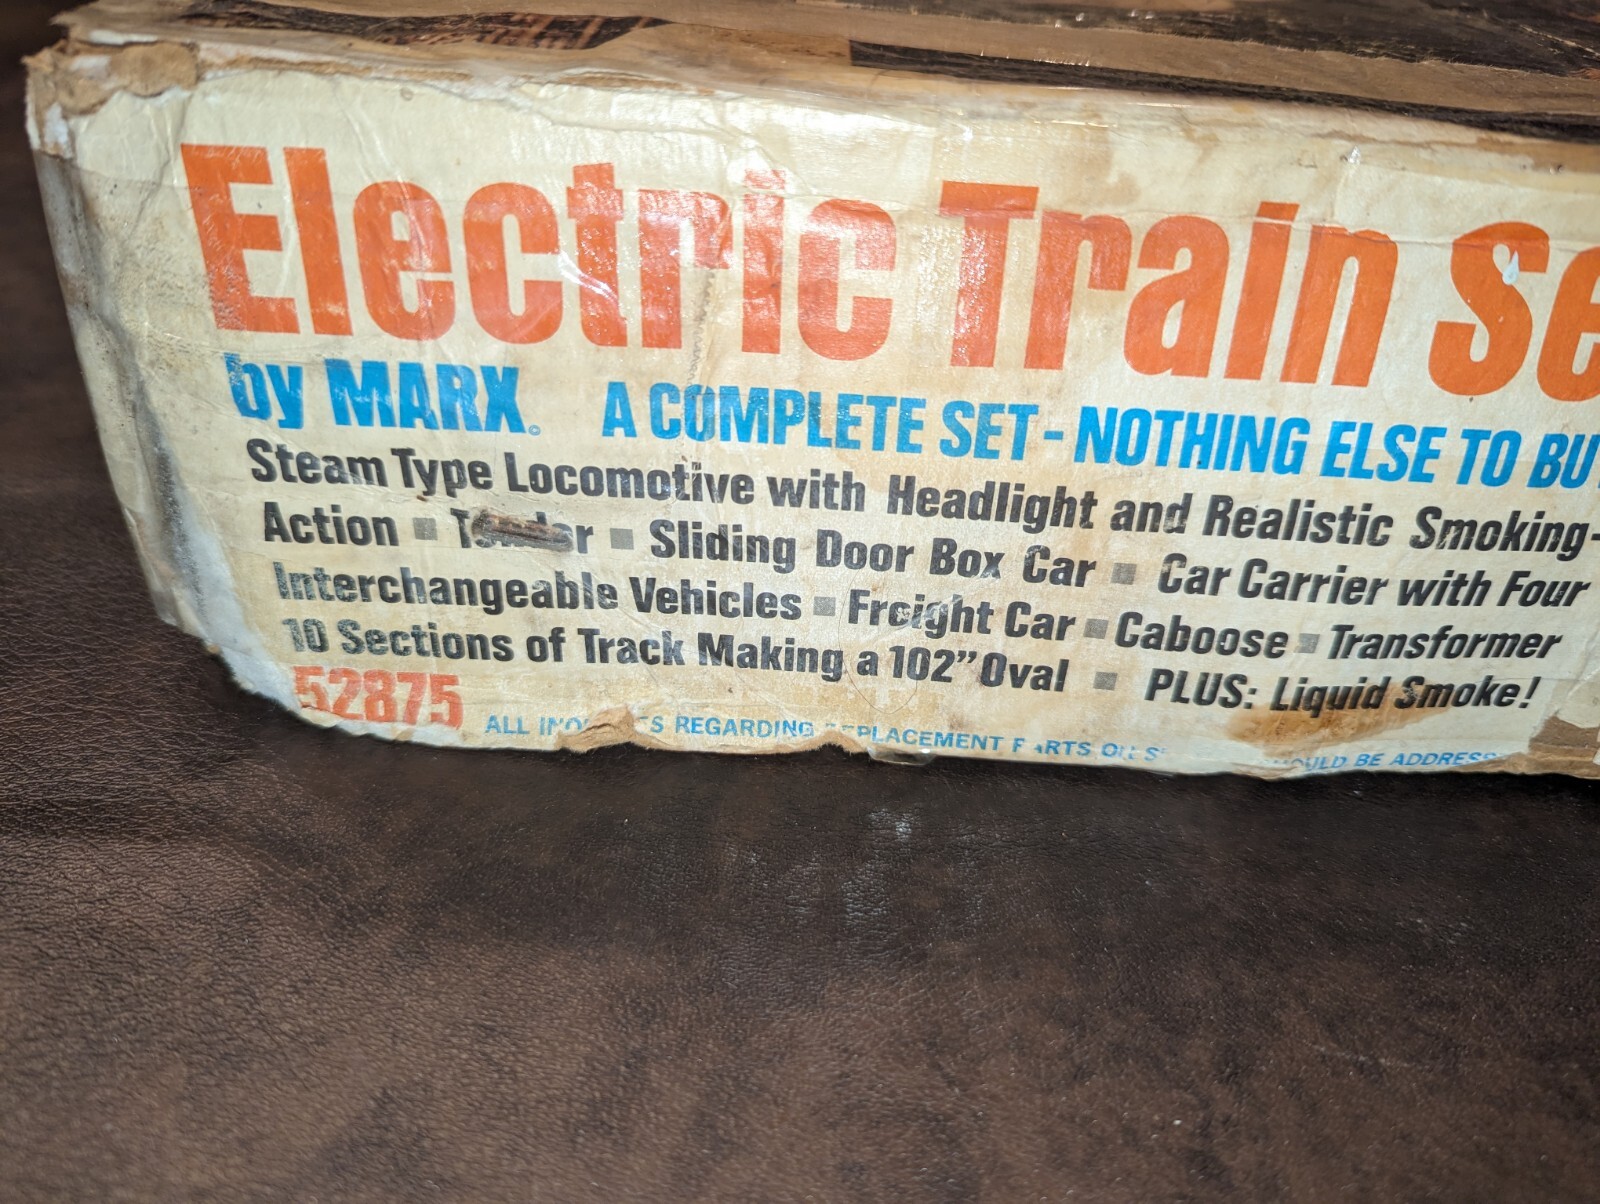 Electric Train Se
by MARX. A COMPLETE SET - NOTHING ELSE TO BU
Steam Type Locomotive with Headlight and Realistic Smoking-
Action ▪ ▪ Sliding Door Box Car ▪ Car Carrier with Four
Interchangeable Vehicles ▪ Freight Car ▪ Caboose ▪ Transformer
10 Sections of Track Making a 102" Oval ▪ PLUS: Liquid Smoke!
52875
ALL REGARDING BE ADDRESS